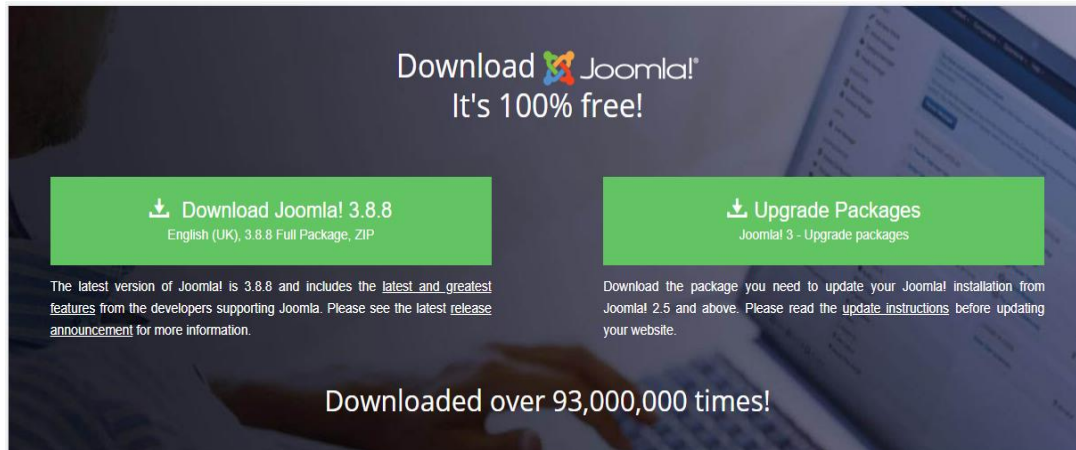 Download Joomla!®
It's 100% free!
Download Joomla! 3.8.8
English (UK), 3.8.8 Full Package, ZIP
The latest version of Joomla! is 3.8.8 and includes the latest and greatest
features from the developers supporting Joomla. Please see the latest release
announcement for more information.
Upgrade Packages
Joomla! 3 - Upgrade packages
Download the package you need to update your Joomla! installation from
Joomla! 2.5 and above. Please read the update instructions before updating
your website.
Downloaded over 93,000,000 times!